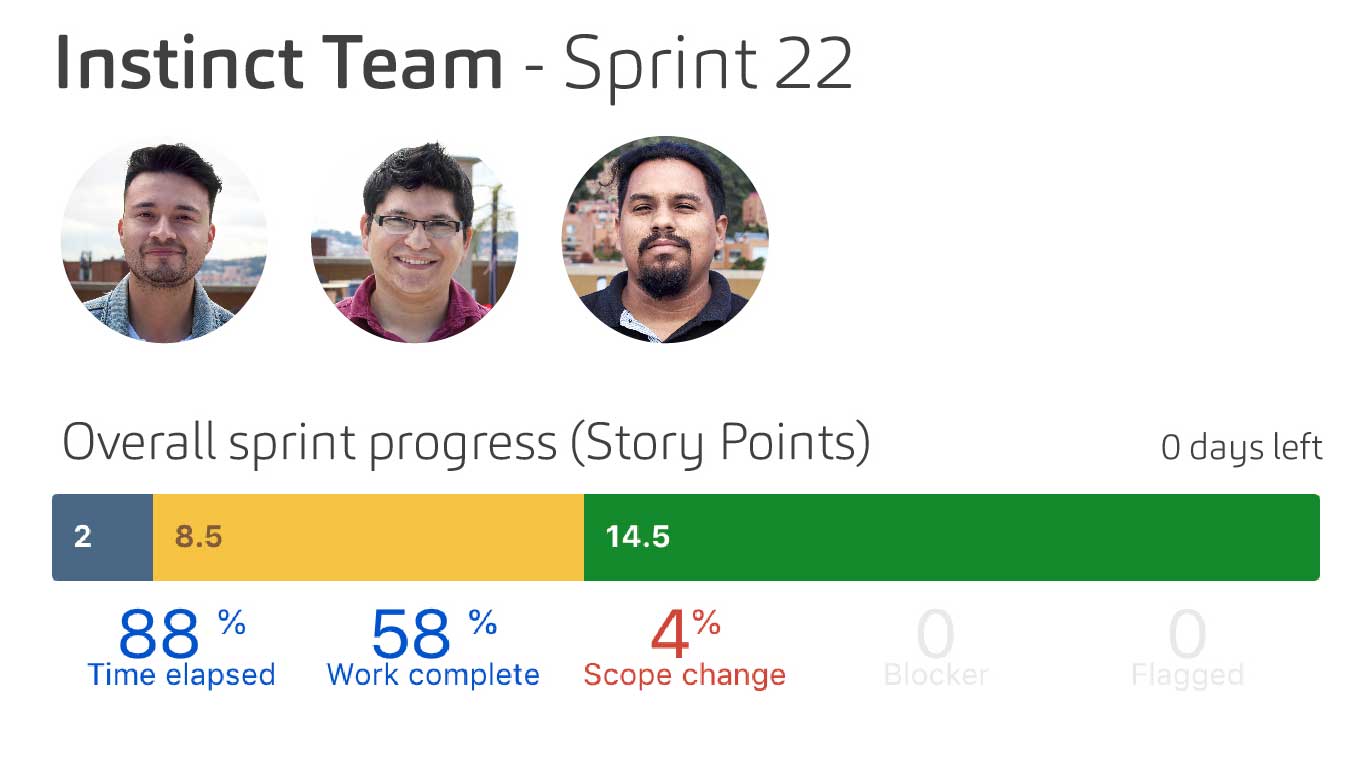 Instinct Team - Sprint 22
Overall sprint progress (Story Points)
0 days left
2
8.5
14.5
88 %
Time elapsed
58 %
Work complete
4%
Scope change
0
Blocker
0
Flagged